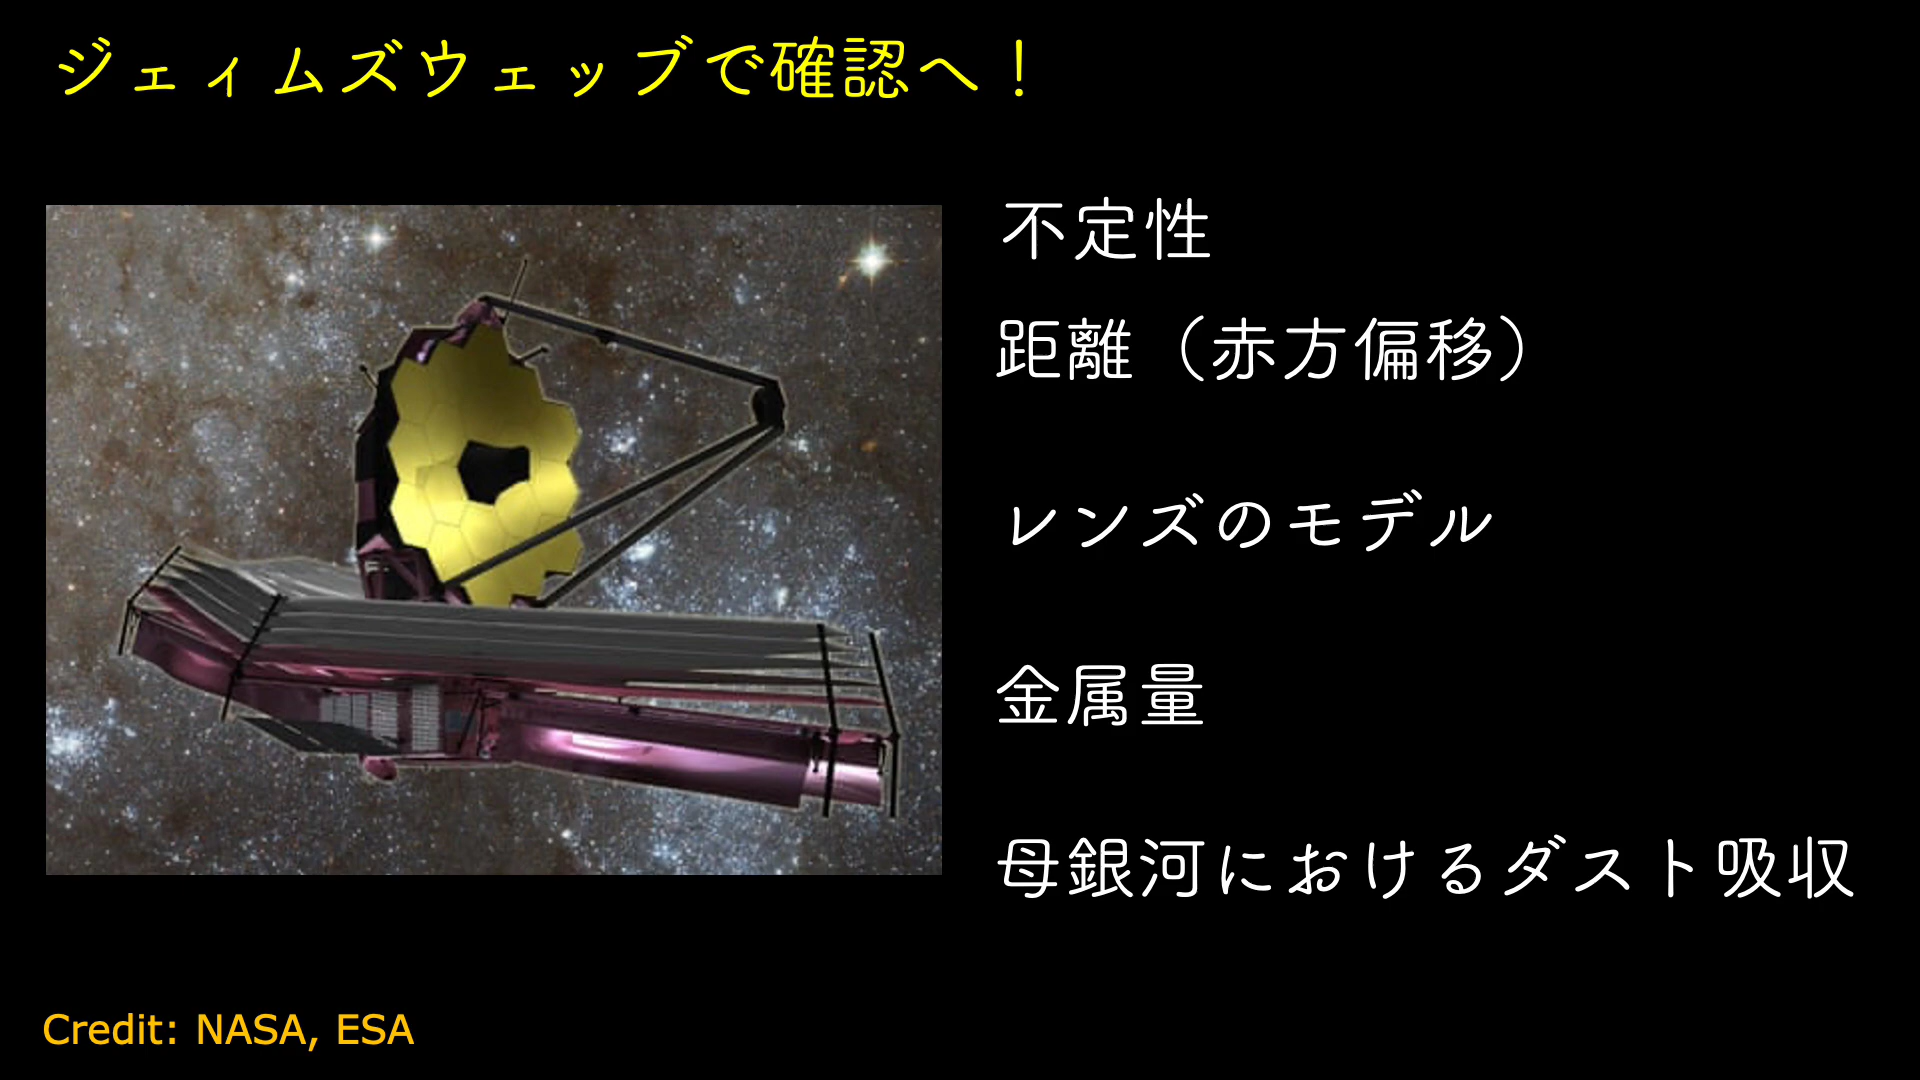 ジェィムズウェッブで確認へ！
不定性
距離（赤方偏移）
レンズのモデル
金属量
母銀河におけるダスト吸収
Credit: NASA, ESA